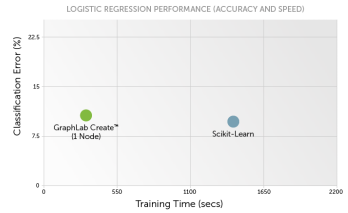 LOGISTIC REGRESSION PERFORMANCE (ACCURACY AND SPEED)
Classification Error (%)
22.5
15
7.5
0
GraphLab Create™
(1 Node)
Scikit-Learn
0 550 1100 1650 2200
Training Time (secs)